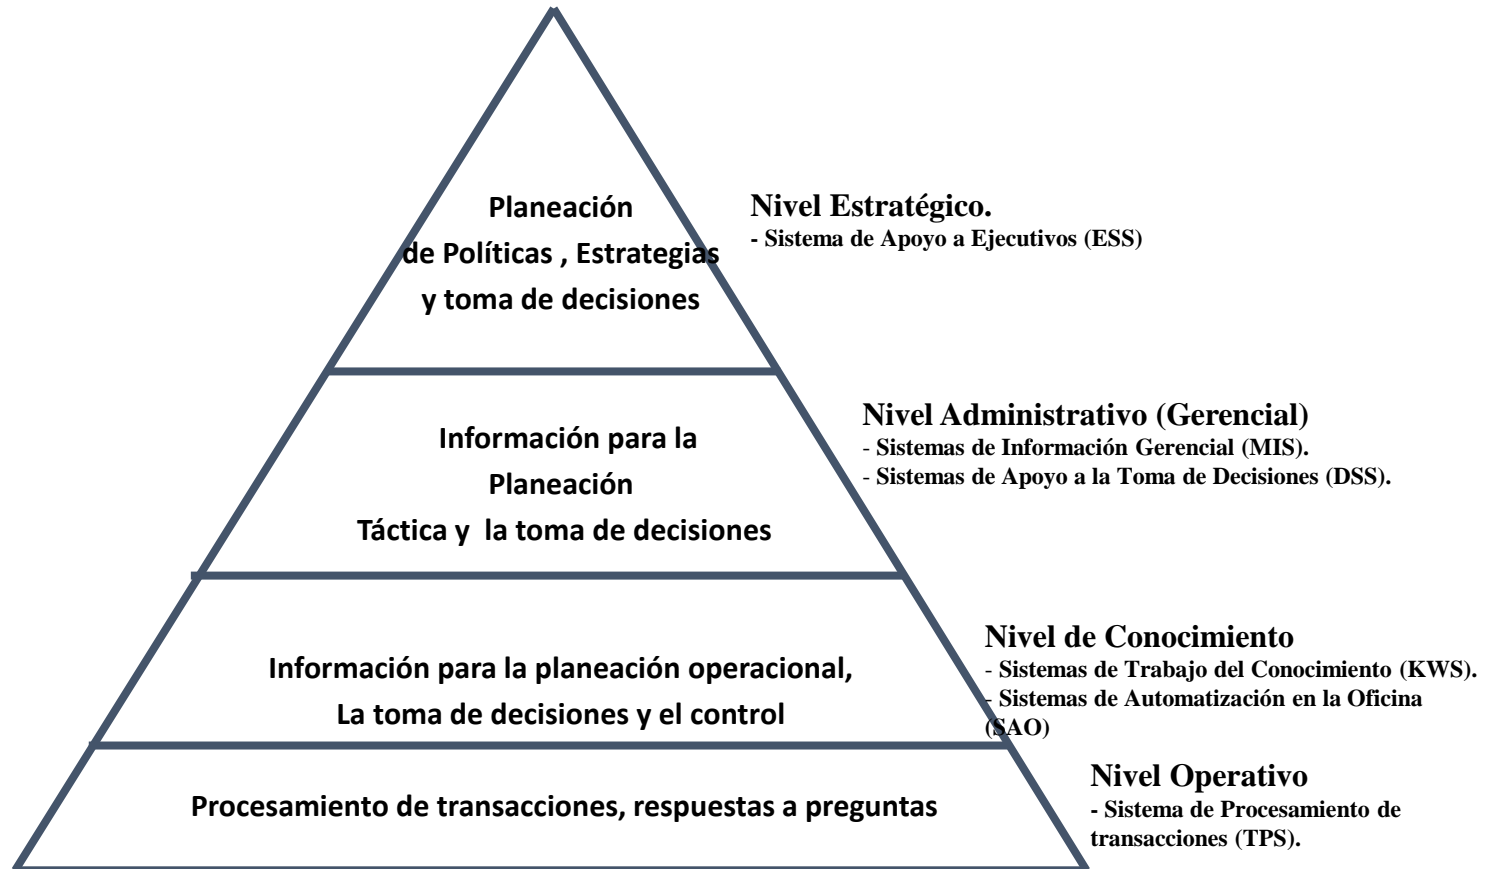 Planeación
de Políticas , Estrategias
y toma de decisiones
Nivel Estratégico.
- Sistema de Apoyo a Ejecutivos (ESS)
Información para la
Planeación
Táctica y  la toma de decisiones
Nivel Administrativo (Gerencial)
- Sistemas de Información Gerencial (MIS).
- Sistemas de Apoyo a la Toma de Decisiones (DSS).
Información para la planeación operacional,
La toma de decisiones y el control
Nivel de Conocimiento
- Sistemas de Trabajo del Conocimiento (KWS).
- Sistemas de Automatización en la Oficina
(SAO)
Procesamiento de transacciones, respuestas a preguntas
Nivel Operativo
- Sistema de Procesamiento de
transacciones (TPS).